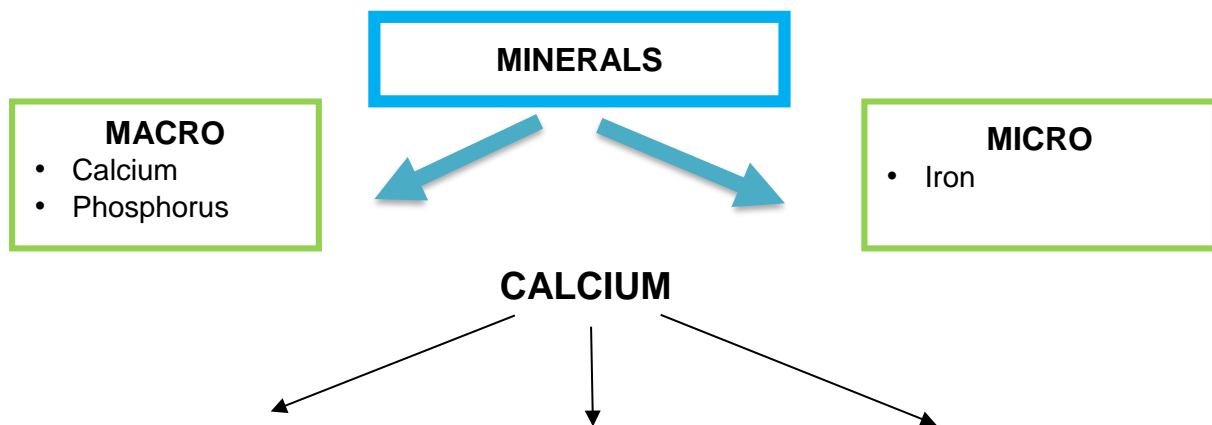 MINERALS
MACRO
• Calcium
• Phosphorus
MICRO
• Iron
CALCIUM